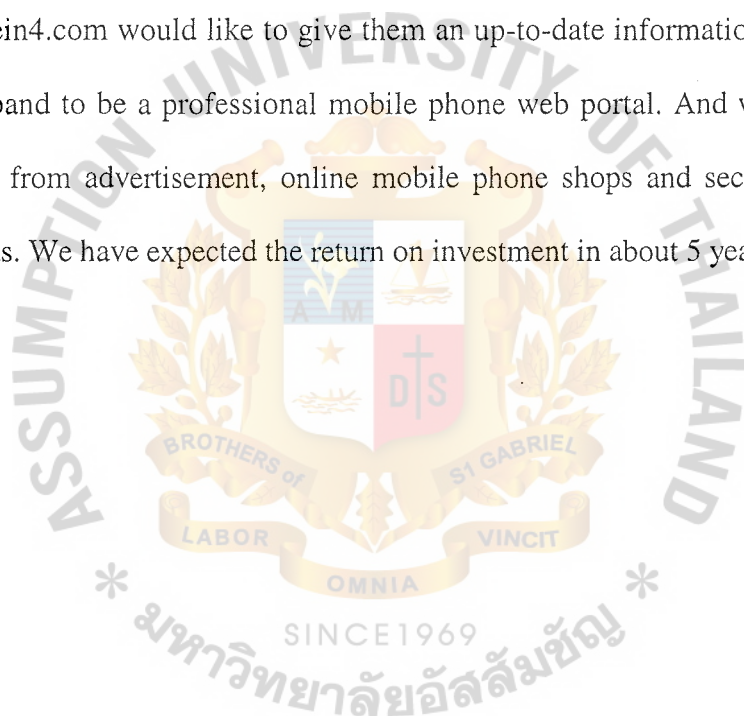 ein4.com would like to give them an up-to-date informatio
band to be a professional mobile phone web portal. And
from advertisement, online mobile phone shops and sec
s. We have expected the return on investment in about 5 yea
ASSUMPTION UNIVERSITY OF THAILAND
A M
D S
BROTHERS of ST GABRIEL
LABOR OMNIA VINCIT
* SINCE1969 *
มหาวิทยาลัยอัสสัมชัญ